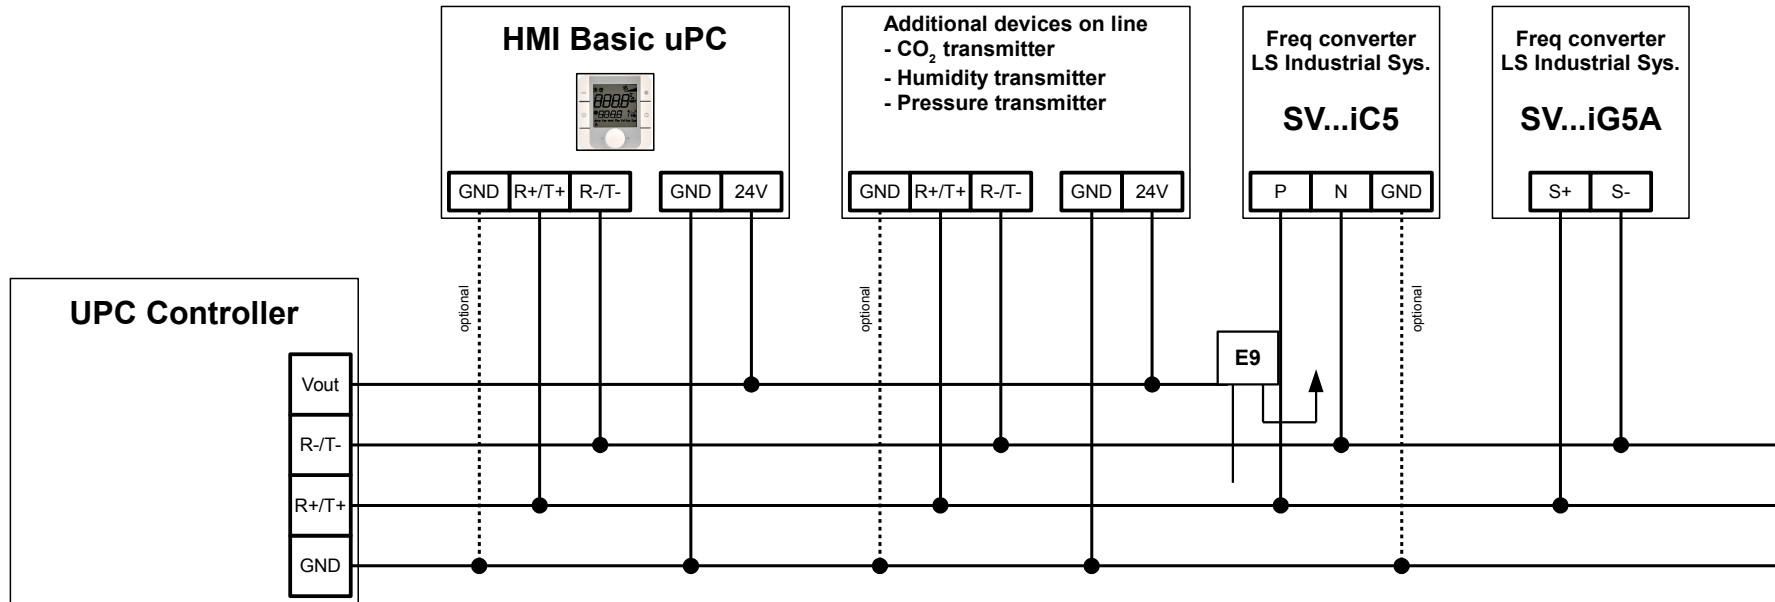 HMI Basic uPC
GND R+/T+ R-/T- GND 24V
optional
Additional devices on line
- CO2 transmitter
- Humidity transmitter
- Pressure transmitter
GND R+/T+ R-/T- GND 24V
optional
Freq converter
LS Industrial Sys.
SV...iC5
P N GND
optional
Freq converter
LS Industrial Sys.
SV...iG5A
S+ S-
UPC Controller
Vout
R-/T-
R+/T+
GND
E9